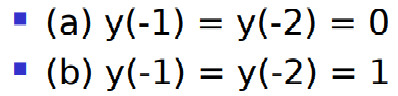 (a) y(-1) = y(-2) = 0
(b) y(-1) = y(-2) = 1